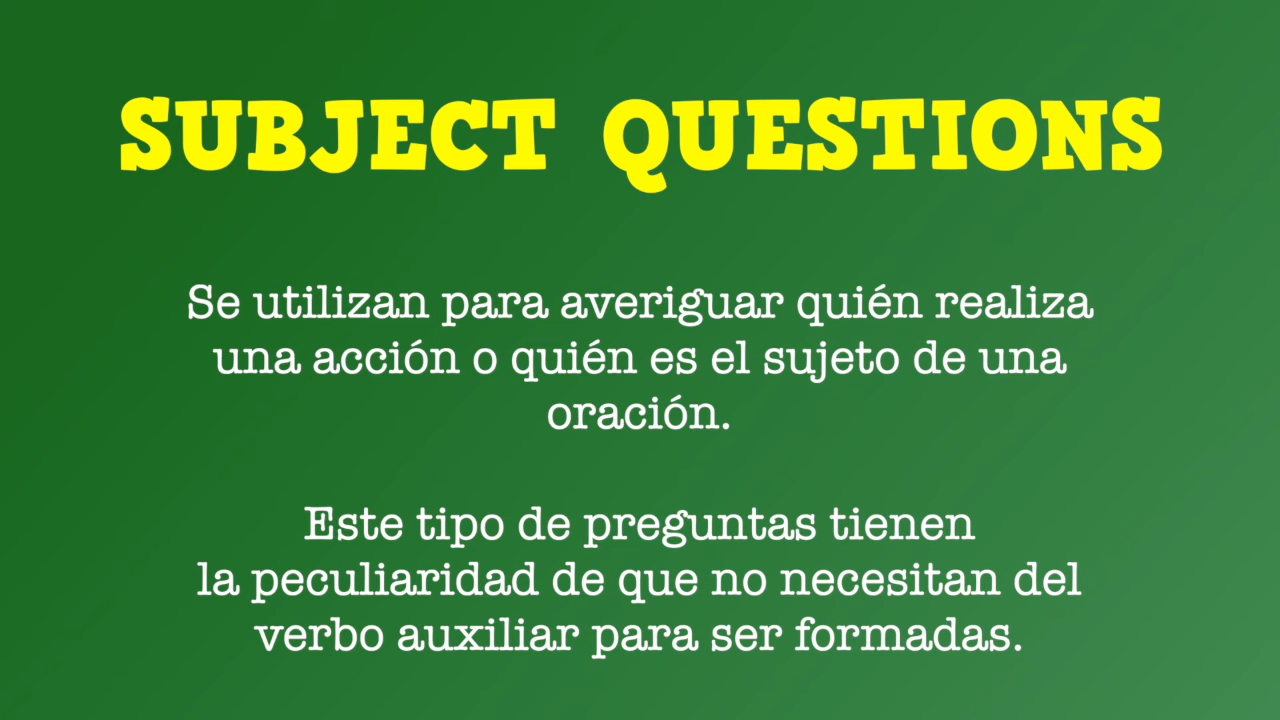 SUBJECT QUESTIONS
Se utilizan para averiguar quién realiza
una acción o quién es el sujeto de una
oración.
Este tipo de preguntas tienen
la peculiaridad de que no necesitan del
verbo auxiliar para ser formadas.